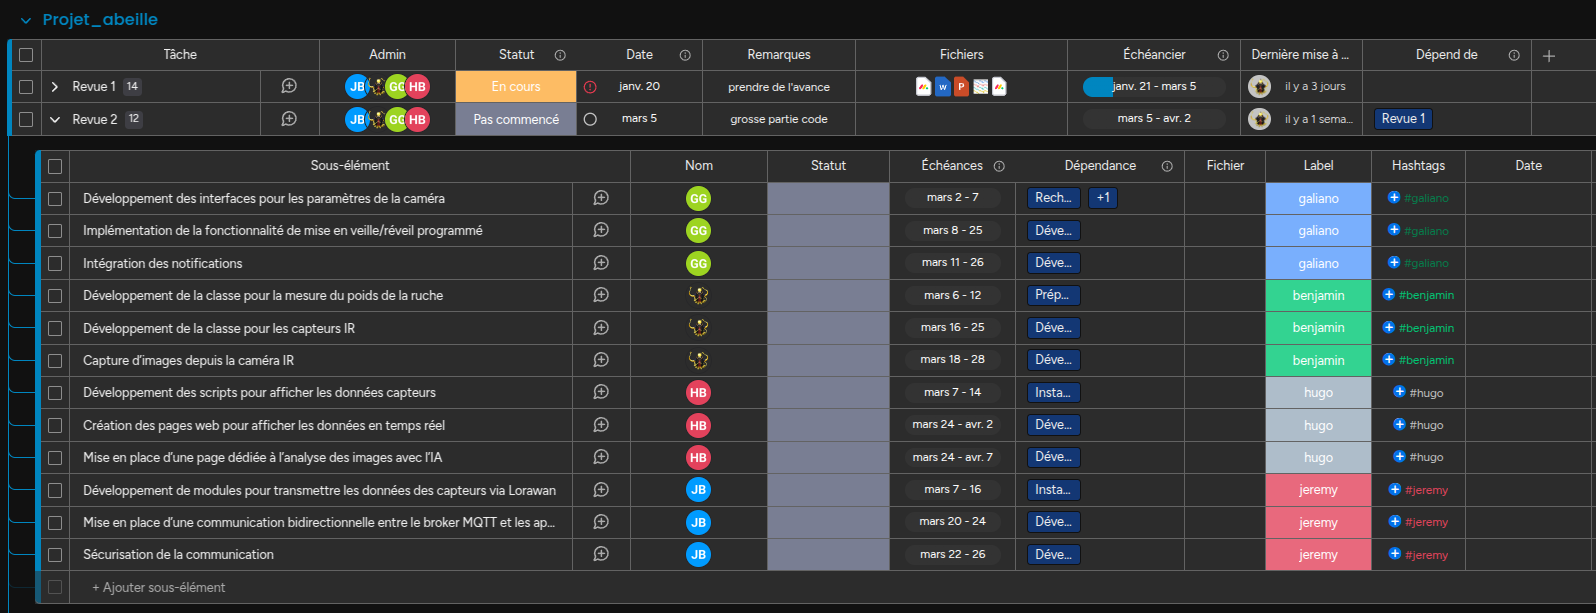 Projet_abeille
Tâche Admin Statut Date Remarques Fichiers Échéancier Dernière mise à ... Dépend de
Revue 1 14 JB GG HB En cours janv. 20 prendre de l'avance W P janv. 21 - mars 5 il y a 3 jours
Revue 2 12 JB GG HB Pas commencé mars 5 grosse partie code mars 5 - avr. 2 il y a 1 sema... Revue 1
Sous-élément Nom Statut Échéances Dépendance Fichier Label Hashtags Date
Développement des interfaces pour les paramètres de la caméra GG mars 2 - 7 Rech... +1 galiano #galiano
Implémentation de la fonctionnalité de mise en veille/réveil programmé GG mars 8 - 25 Déve... galiano #galiano
Intégration des notifications GG mars 11 - 26 Déve... galiano #galiano
Développement de la classe pour la mesure du poids de la ruche mars 6 - 12 Prép... benjamin #benjamin
Développement de la classe pour les capteurs IR mars 16 - 25 Déve... benjamin #benjamin
Capture d'images depuis la caméra IR mars 18 - 28 Déve... benjamin #benjamin
Développement des scripts pour afficher les données capteurs HB mars 7 - 14 Insta... hugo #hugo
Création des pages web pour afficher les données en temps réel HB mars 24 - avr. 2 Déve... hugo #hugo
Mise en place d'une page dédiée à l'analyse des images avec l'IA HB mars 24 - avr. 7 Déve... hugo #hugo
Développement de modules pour transmettre les données des capteurs via Lorawan JB mars 7 - 16 Insta... jeremy #jeremy
Mise en place d'une communication bidirectionnelle entre le broker MQTT et les ap... JB mars 20 - 24 Déve... jeremy #jeremy
Sécurisation de la communication JB mars 22 - 26 Déve... jeremy #jeremy
+ Ajouter sous-élément